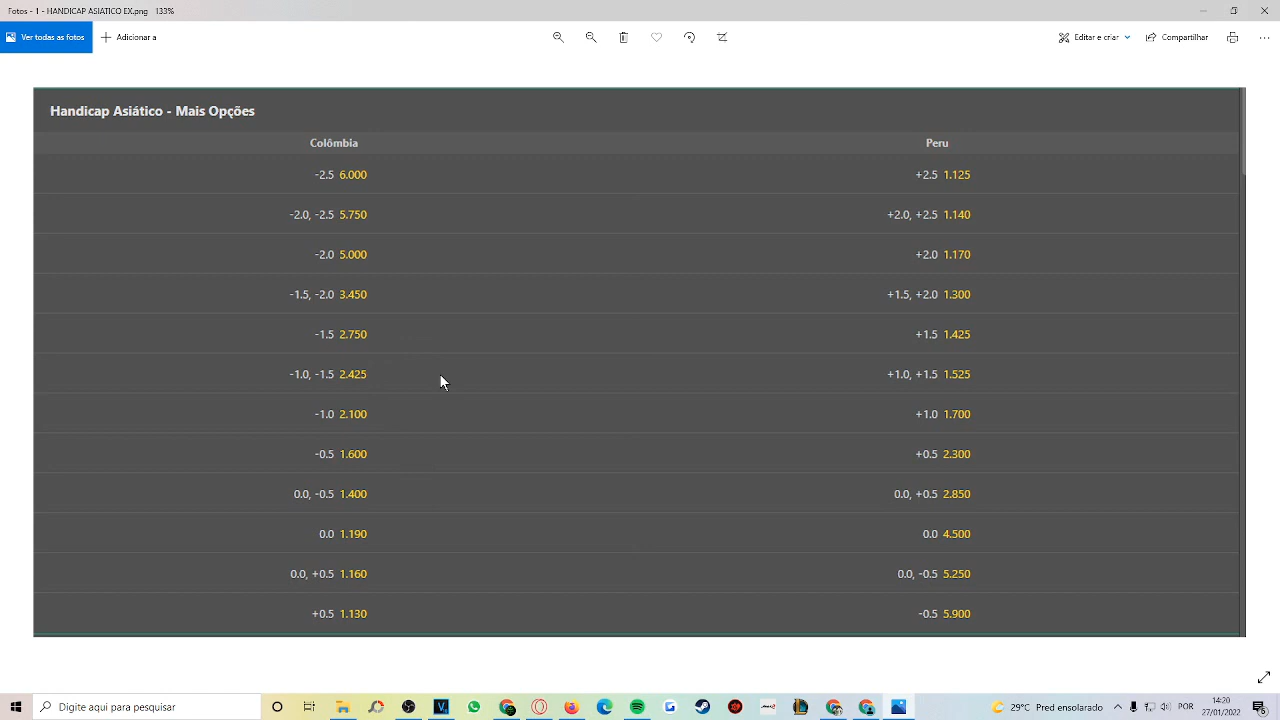 Fotos - 1 - HANDICAP ASIATICO EX.png - 133%
Ver todas as fotos
Adicionar a
Editar e criar
Compartilhar
Handicap Asiático - Mais Opções
Colômbia Peru
-2.5 6.000 +2.5 1.125
-2.0, -2.5 5.750 +2.0, +2.5 1.140
-2.0 5.000 +2.0 1.170
-1.5, -2.0 3.450 +1.5, +2.0 1.300
-1.5 2.750 +1.5 1.425
-1.0, -1.5 2.425 +1.0, +1.5 1.525
-1.0 2.100 +1.0 1.700
-0.5 1.600 +0.5 2.300
0.0, -0.5 1.400 0.0, +0.5 2.850
0.0 1.190 0.0 4.500
0.0, +0.5 1.160 0.0, -0.5 5.250
+0.5 1.130 -0.5 5.900
Digite aqui para pesquisar
29°C Pred ensolarado
POR
14:20
27/01/2022